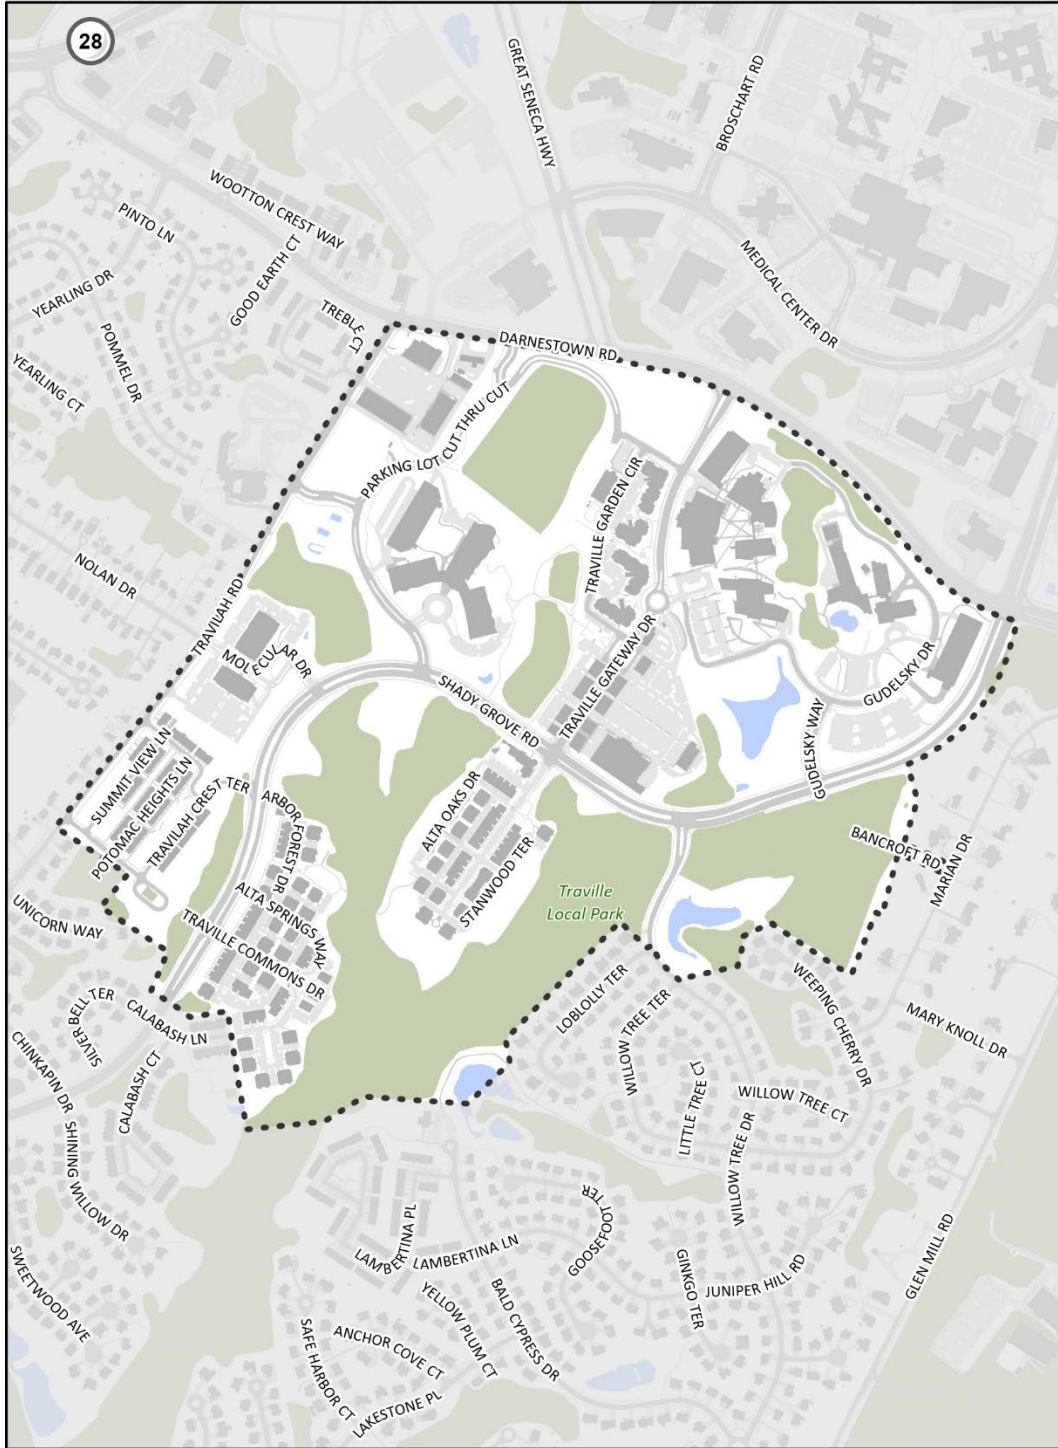 28
GREAT SENECA HWY
BROSCHART RD
WOOTTON CREST WAY
PINTO LN
GOOD EARTH CT
MEDICAL CENTER DR
YEARLING DR
TREBLE CT
POMMEL DR
DARNESTOWN RD
YEARLING CT
PARKING LOT CUT THRU CUT
TRAVILLE GARDEN CIR
NOLAN DR
TRAVILAH RD
MOLECULAR DR
TRAVILLE GATEWAY DR
SHADY GROVE RD
GUDELSKY DR
GUDELSKY WAY
SUMMIT VIEW LN
POTOMAC HEIGHTS LN
TRAVILAH CREST TER
ARBOR FOREST DR
ALTA OAKS DR
STANWOOD TER
BANCROFT RD
MARIAN DR
Traville
Local Park
UNICORN WAY
ALTA SPRINGS WAY
TRAVILLE COMMONS DR
WEEPING CHERRY DR
LOBLOLLY TER
SILVER BELL TER
CALABASH LN
WILLOW TREE TER
MARY KNOLL DR
CHINKAPIN DR
CALABASH CT
LITTLE TREE CT
WILLOW TREE CT
SHINING WILLOW DR
WILLOW TREE DR
LAMBERTINA PL
LAMBERTINA LN
GOOSEFOOT TER
SWEETWOOD AVE
GINKGO TER
JUNIPER HILL RD
GLEN MILL RD
YELLOW PLUM CT
BALD CYPRESS DR
SAFE HARBOR CT
ANCHOR COVE CT
LAKESTONE PL